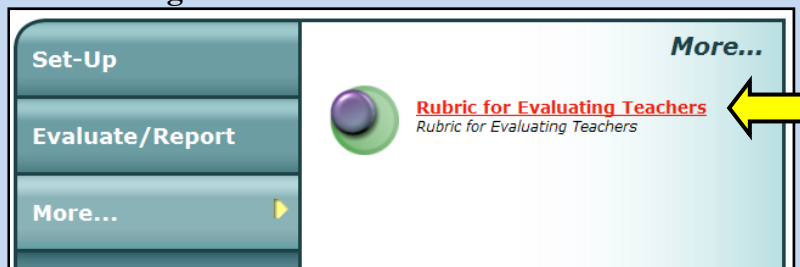 Set-Up
Evaluate/Report
More...
More...
Rubric for Evaluating Teachers
Rubric for Evaluating Teachers